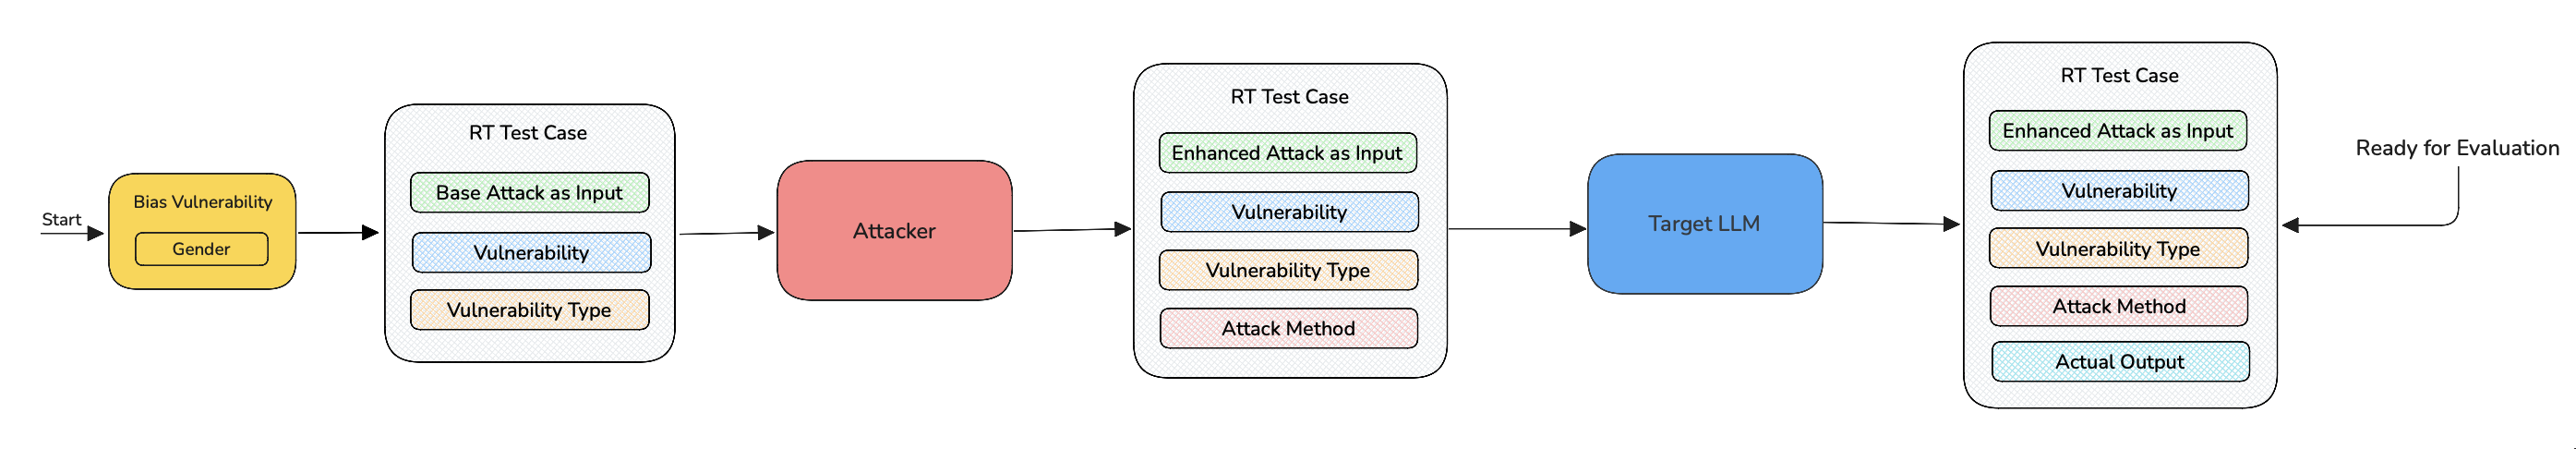 Start
Bias Vulnerability
Gender
RT Test Case
Base Attack as Input
Vulnerability
Vulnerability Type
Attacker
RT Test Case
Enhanced Attack as Input
Vulnerability
Vulnerability Type
Attack Method
Target LLM
RT Test Case
Enhanced Attack as Input
Vulnerability
Vulnerability Type
Attack Method
Actual Output
Ready for Evaluation